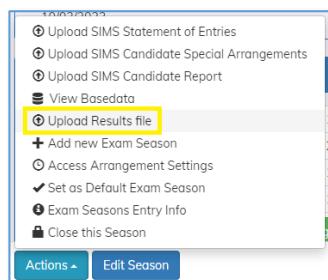 10/03/2023
Upload SIMS Statement of Entries
Upload SIMS Candidate Special Arrangements
Upload SIMS Candidate Report
View Basedata
Upload Results file
Add new Exam Season
Access Arrangement Settings
Set as Default Exam Season
Exam Seasons Entry Info
Close this Season
Actions
Edit Season